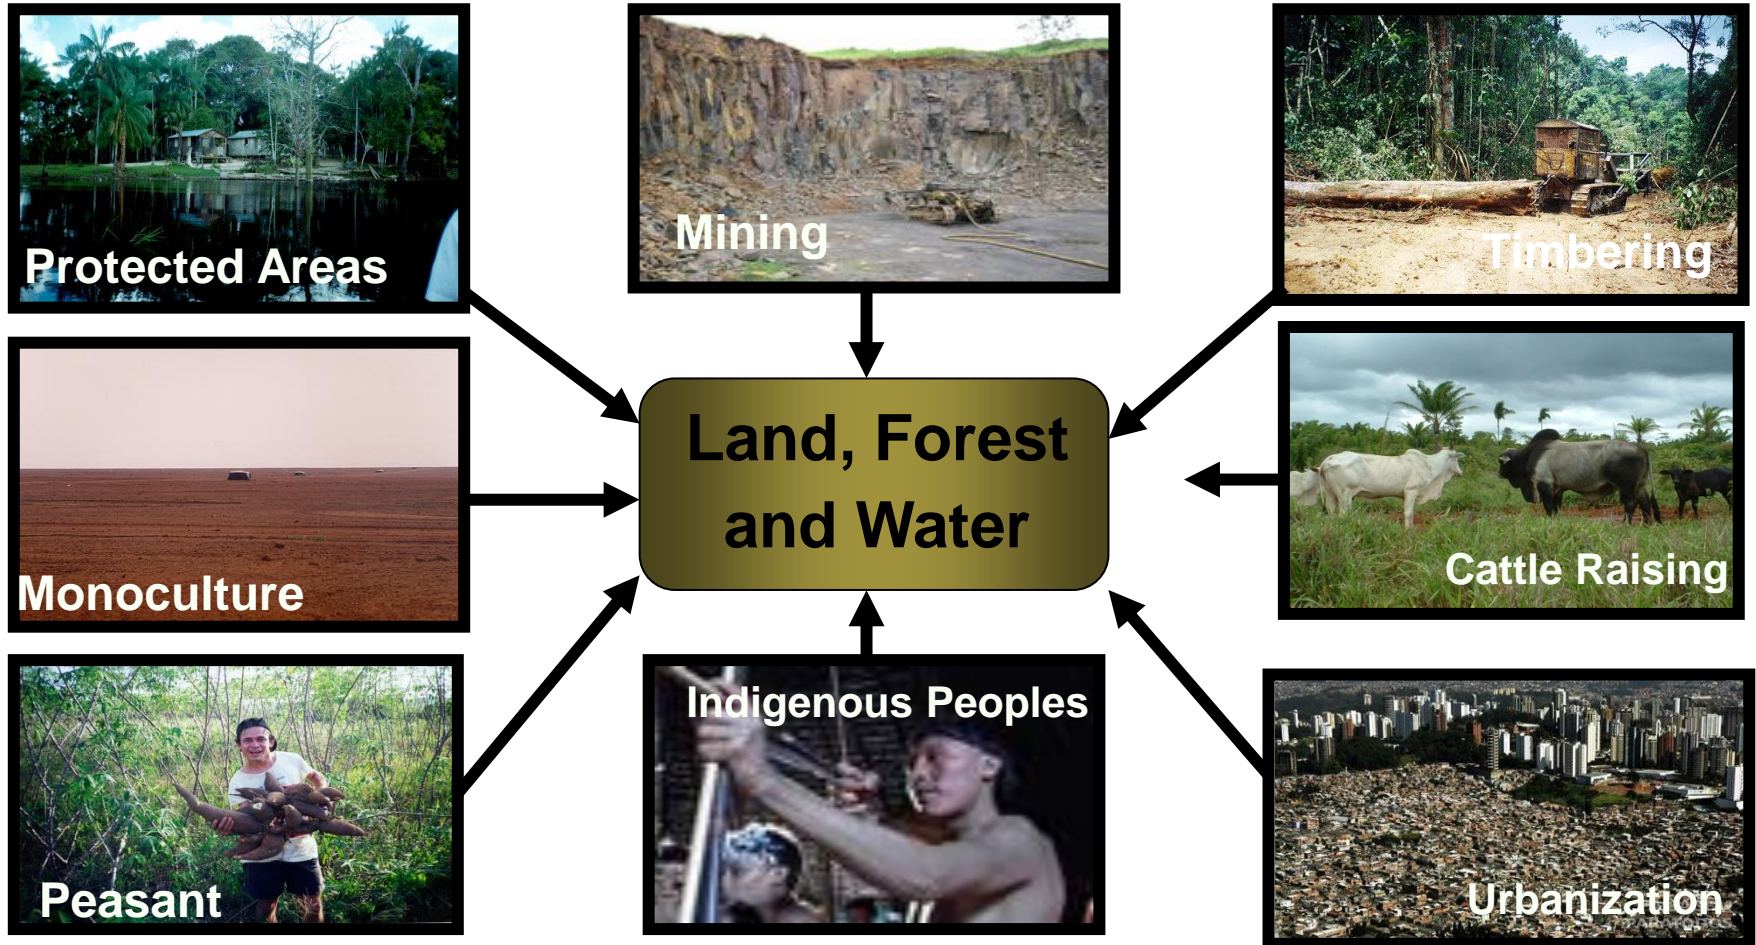 Protected Areas
Mining
Timbering
Land, Forest
and Water
Monoculture
Cattle Raising
Peasant
Indigenous Peoples
Urbanization